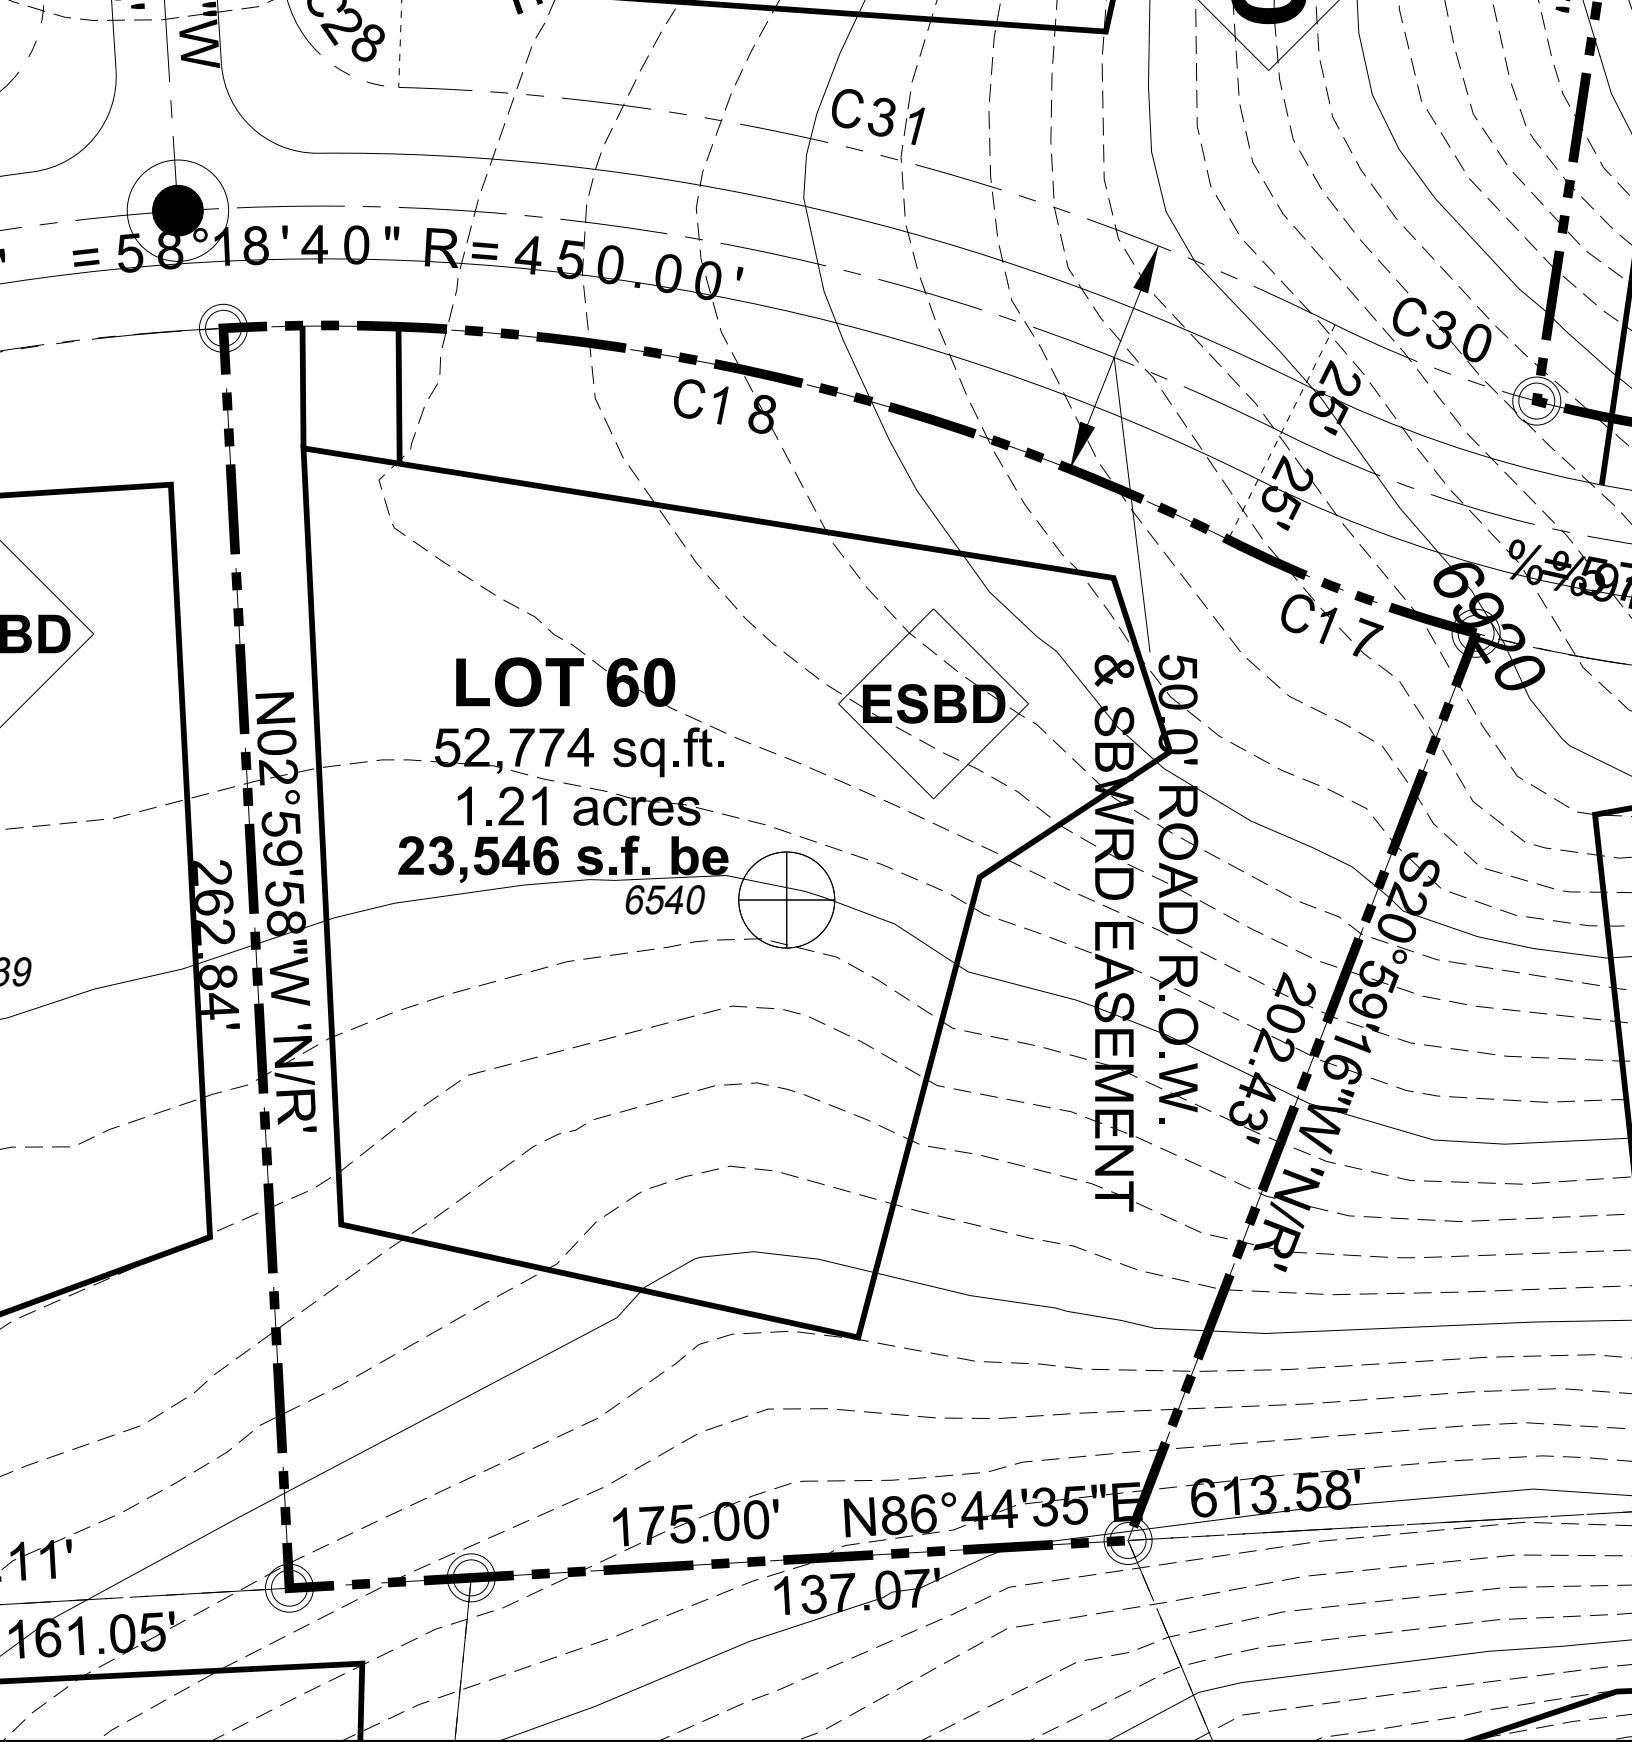 "W
C28
C31
=58°18'40" R=450.00'
C30
C18
25'
25'
C17
6920
BD
LOT 60
52,774 sq.ft.
1.21 acres
23,546 s.f. be
6540
ESBD
50.0' ROAD R.O.W.
& SBWRD EASEMENT
N02°59'58"W 'N/R'
262.84'
S20°59'16"W 'N/R'
202.43'
39
175.00'
N86°44'35"E
613.58'
137.07'
.11'
161.05'